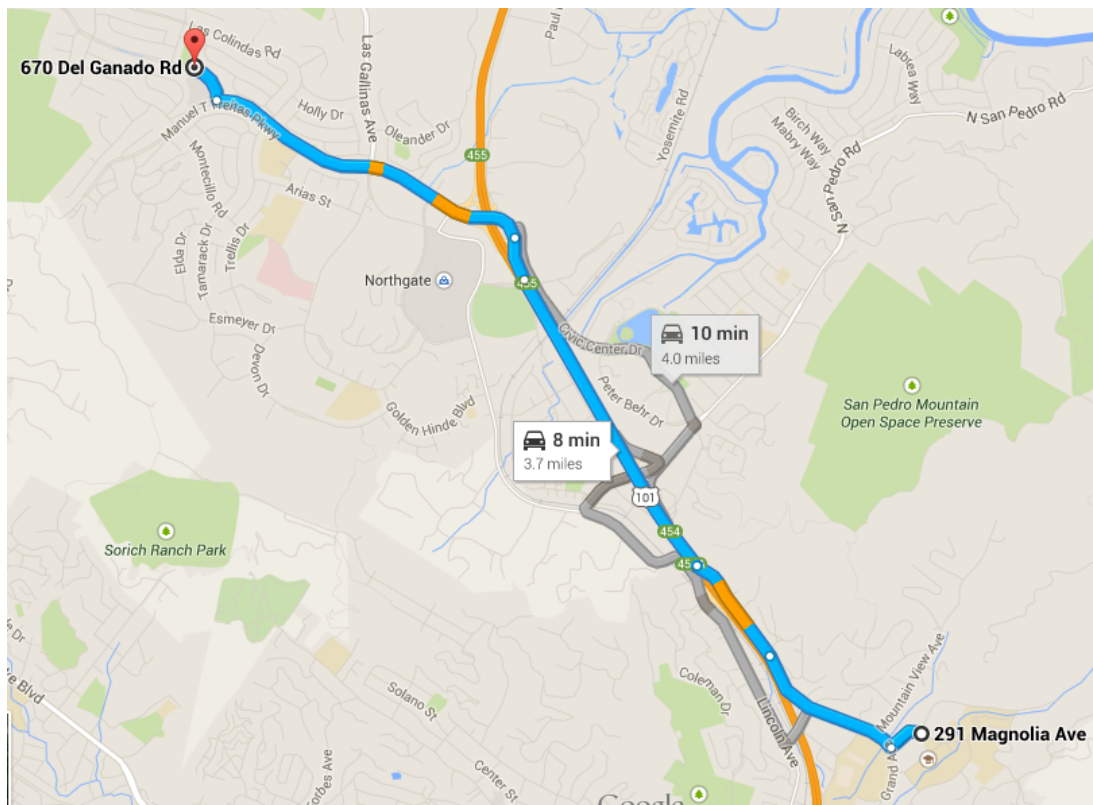 Las Colindas Rd
Paul
670 Del Ganado Rd
Las Gallinas Ave
Labrea Way
Holly Dr
Yosemite Rd
N San Pedro Rd
Manuel T Freitas Pkwy
Oleander Dr
Birch Way
Mabry Way
455
Montecillo Rd
Arias St
N San Pedro Rd
Elda Dr
Tamarack Dr
Trellis Dr
Northgate
455
Esmeyer Dr
Civic Center Dr
10 min
4.0 miles
Devon Dr
Peter Behr Dr
Golden Hinde Blvd
San Pedro Mountain
Open Space Preserve
8 min
3.7 miles
101
454
Sorich Ranch Park
Dr
Mountain View Ave
Coleman Dr
Blvd
Solano St
Lincoln Ave
291 Magnolia Ave
Center St
Forbes Ave
Grand A
Google